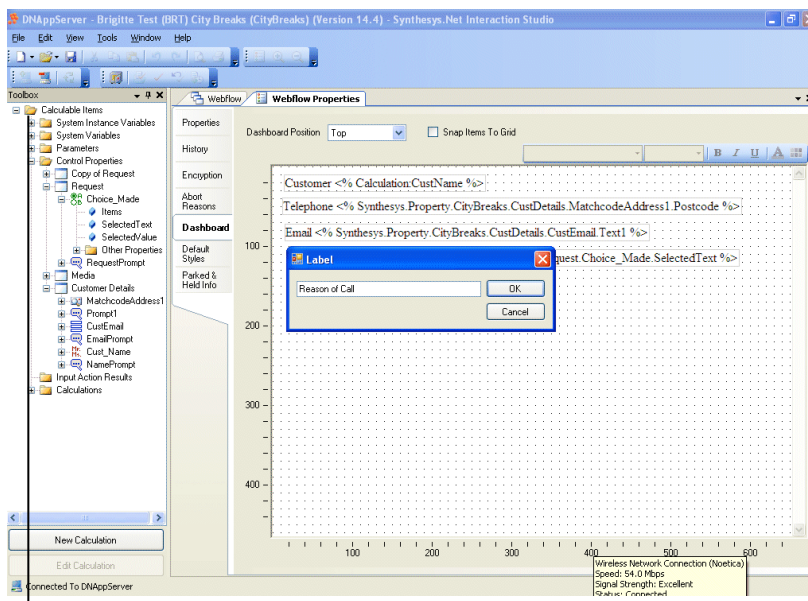 DNAppServer - Brigitte Test (BRT) City Breaks (CityBreaks) (Version 14.4) - Synthesys.Net Interaction Studio
File Edit View Tools Window Help
Toolbox
Calculable Items
System Instance Variables
System Variables
Parameters
Control Properties
Copy of Request
Request
Choice_Made
Items
SelectedText
SelectedValue
Other Properties
RequestPrompt
Media
Customer Details
MatchcodeAddress1
Prompt1
CustEmail
EmailPrompt
Cust_Name
NamePrompt
Input Action Results
Calculations
New Calculation
Edit Calculation
Webflow Webflow Properties
Properties
History
Encryption
Abort Reasons
Dashboard
Default Styles
Parked & Held Info
Dashboard Position Top Snap Items To Grid
B I U A
Customer <% Calculation:CustName %>
Telephone <% Synthesys.Property.CityBreaks.CustDetails.MatchcodeAddress1.Postcode %>
Email <% Synthesys.Property.CityBreaks.CustDetails.CustEmail.Text1 %>
quest.Choice_Made.SelectedText %>
Label
Reason of Call OK
Cancel
100
200
300
400
100 200 300 400 600
Wireless Network Connection (Noetica)
Speed: 54.0 Mbps
Signal Strength: Excellent
Status: Connected
Connected To DNAppServer